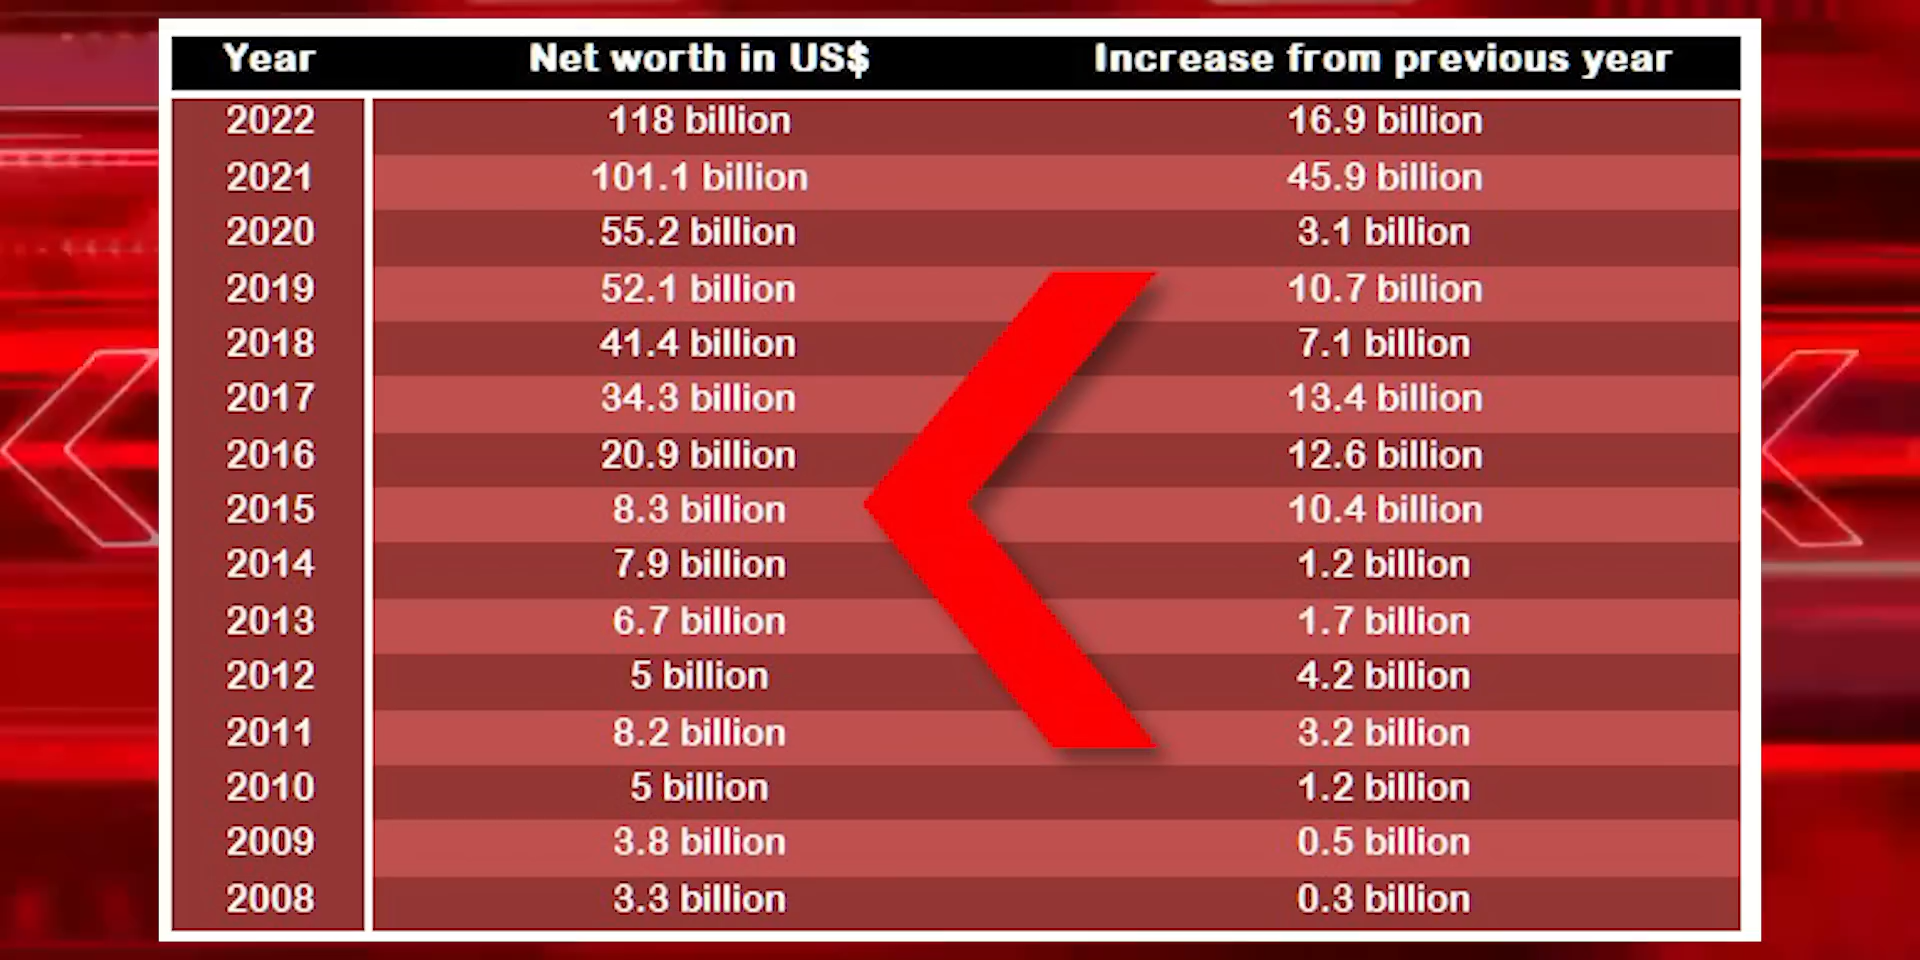 Year Net worth in US$ Increase from previous year
2022 118 billion 16.9 billion
2021 101.1 billion 45.9 billion
2020 55.2 billion 3.1 billion
2019 52.1 billion 10.7 billion
2018 41.4 billion 7.1 billion
2017 34.3 billion 13.4 billion
2016 20.9 billion 12.6 billion
2015 8.3 billion 10.4 billion
2014 7.9 billion 1.2 billion
2013 6.7 billion 1.7 billion
2012 5 billion 4.2 billion
2011 8.2 billion 3.2 billion
2010 5 billion 1.2 billion
2009 3.8 billion 0.5 billion
2008 3.3 billion 0.3 billion